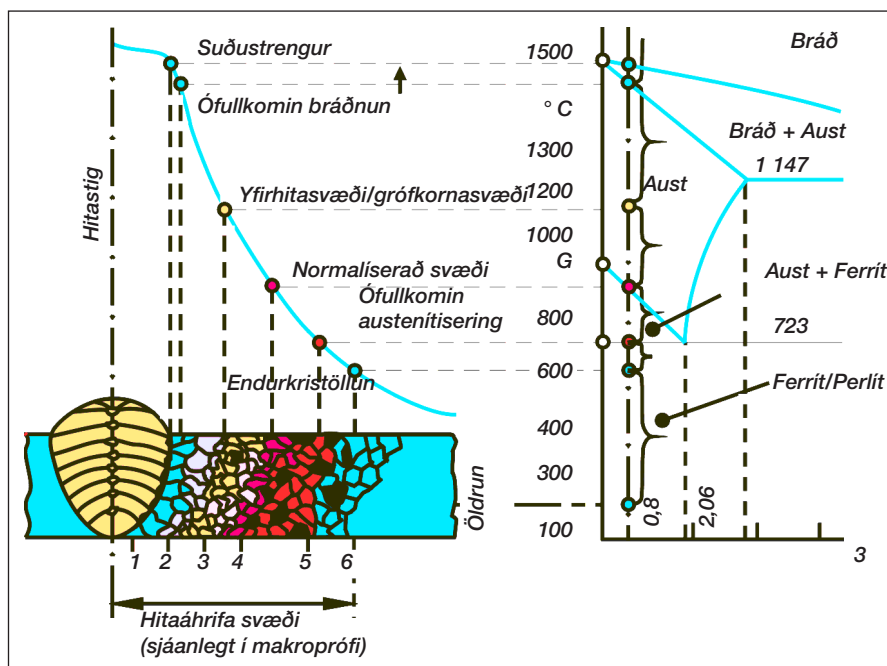 Hitastig
Suðustrengur
Ófullkomin bráðnun
Yfirhitasvæði/grófkornasvæði
Normalíserað svæði
Ófullkomin
austenítisering
Endurkristöllun
1 2 3 4 5 6
Hitaáhrifa svæði
(sjáanlegt í makroprófi)
Öldrun
1500
° C
1300
1200
1000
G
800
600
400
300
100
Bráð
Bráð + Aust
1 147
Aust
Aust + Ferrít
723
Ferrít/Perlít
0,8
2,06
3